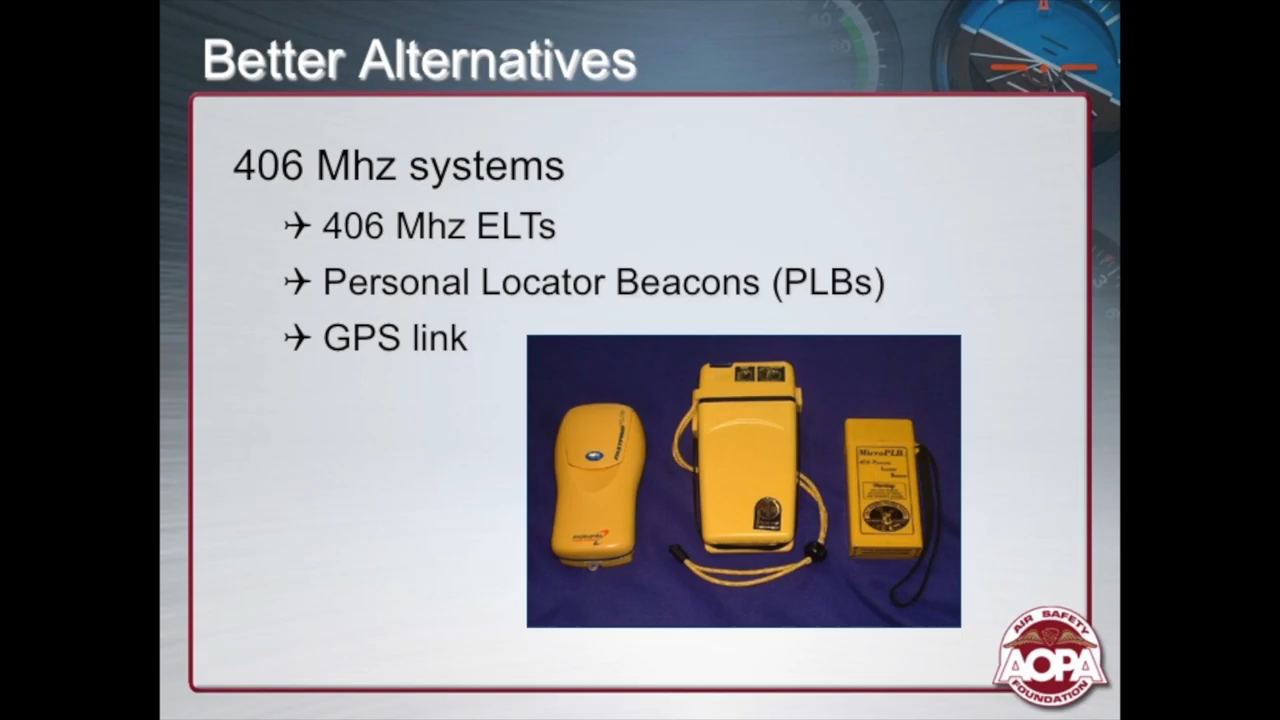 Better Alternatives
406 Mhz systems
✈ 406 Mhz ELTs
✈ Personal Locator Beacons (PLBs)
✈ GPS link
MicroPLB
Warning
AIR SAFETY
AOPA
FOUNDATION